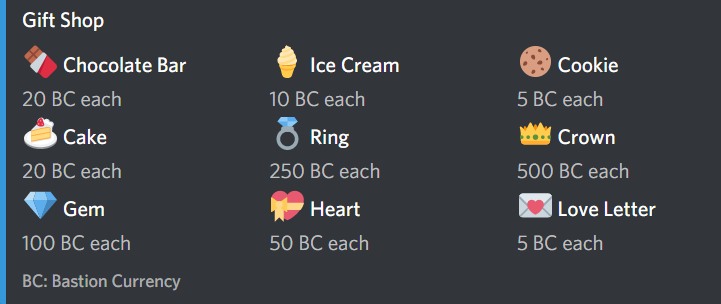 Gift Shop
Chocolate Bar
20 BC each
Ice Cream
10 BC each
Cookie
5 BC each
Cake
20 BC each
Ring
250 BC each
Crown
500 BC each
Gem
100 BC each
Heart
50 BC each
Love Letter
5 BC each
BC: Bastion Currency